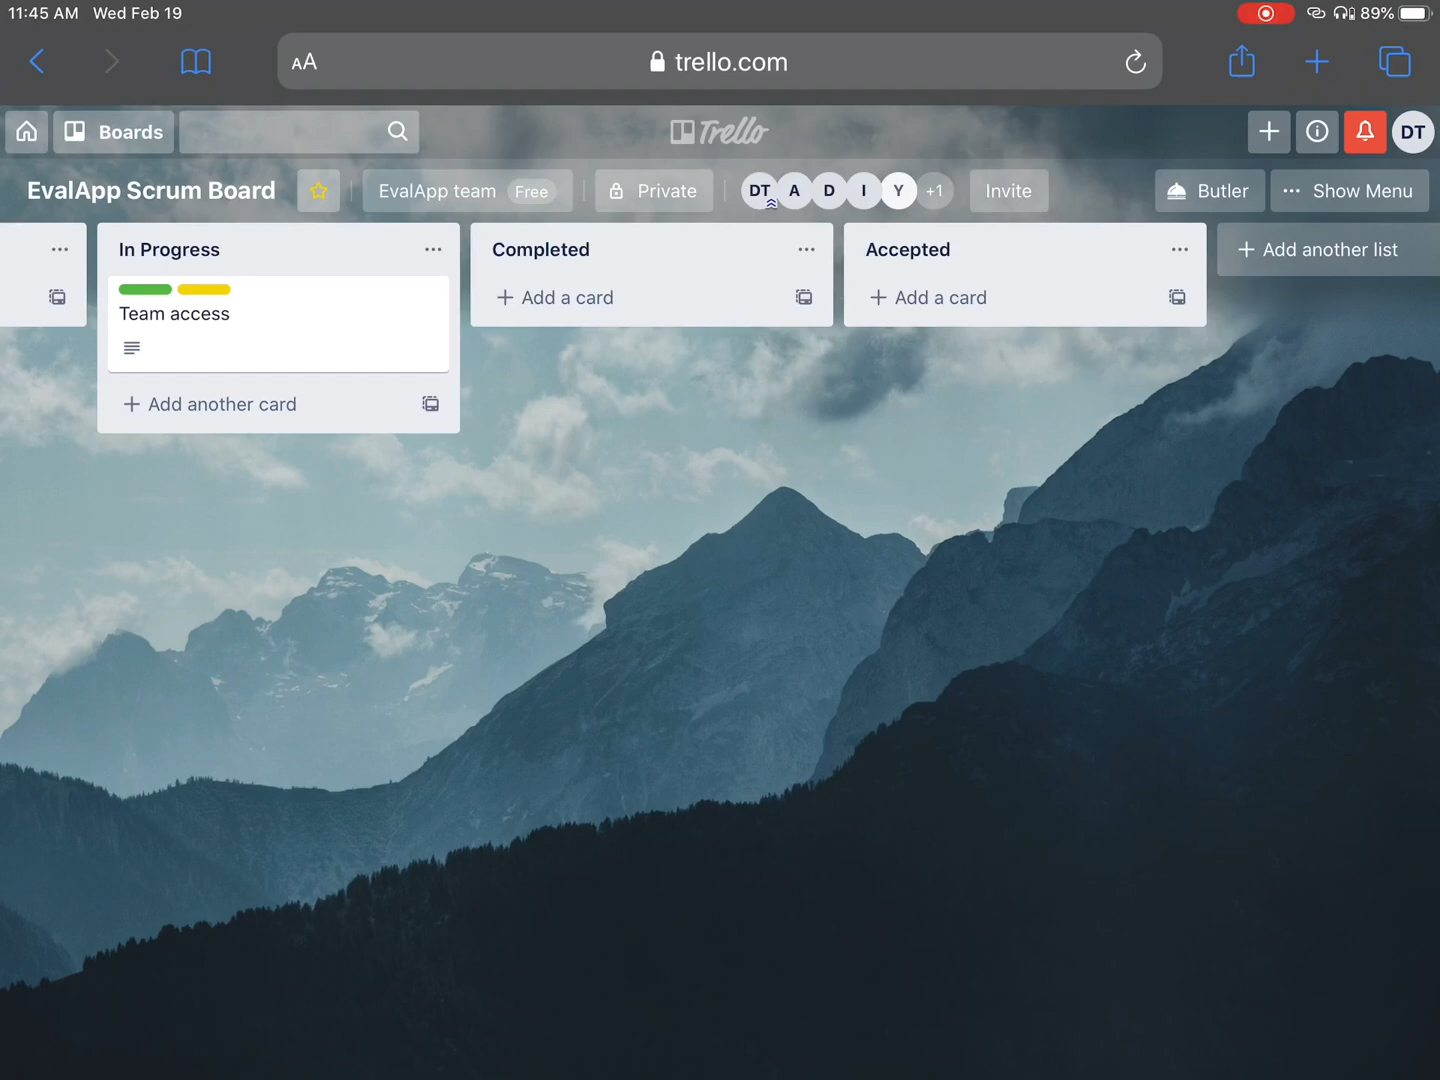 11:45 AM Wed Feb 19 89%
AA trello.com
Boards Trello DT
EvalApp Scrum Board EvalApp team Free Private DT A D I Y +1 Invite Butler ... Show Menu
In Progress ... Completed ... Accepted ... + Add another list
Team access + Add a card + Add a card
+ Add another card